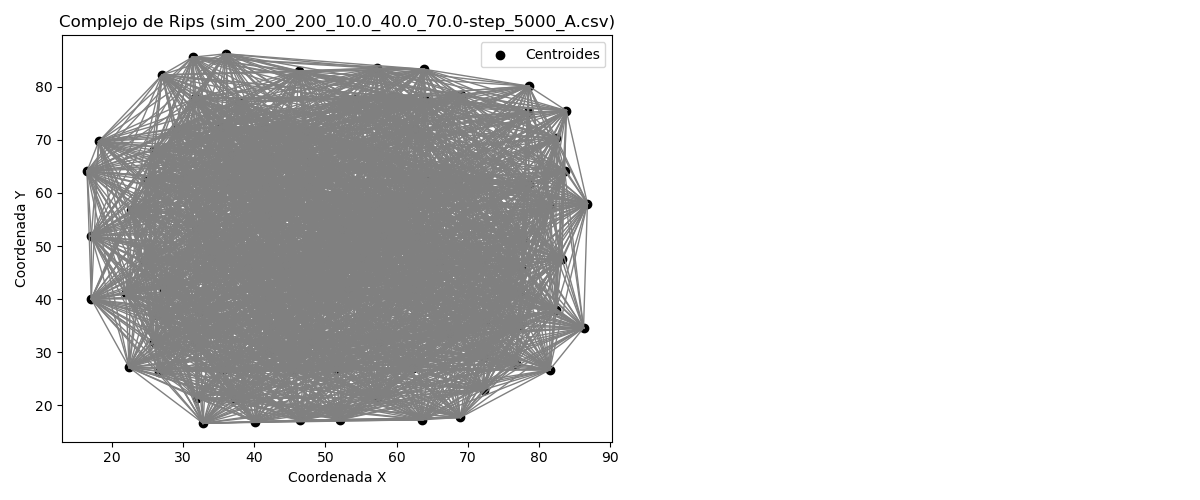 Complejo de Rips (sim_200_200_10.0_40.0_70.0-step_5000_A.csv)
Centroides
80
70
60
50
40
30
20
Coordenada Y
20 30 40 50 60 70 80 90
Coordenada X